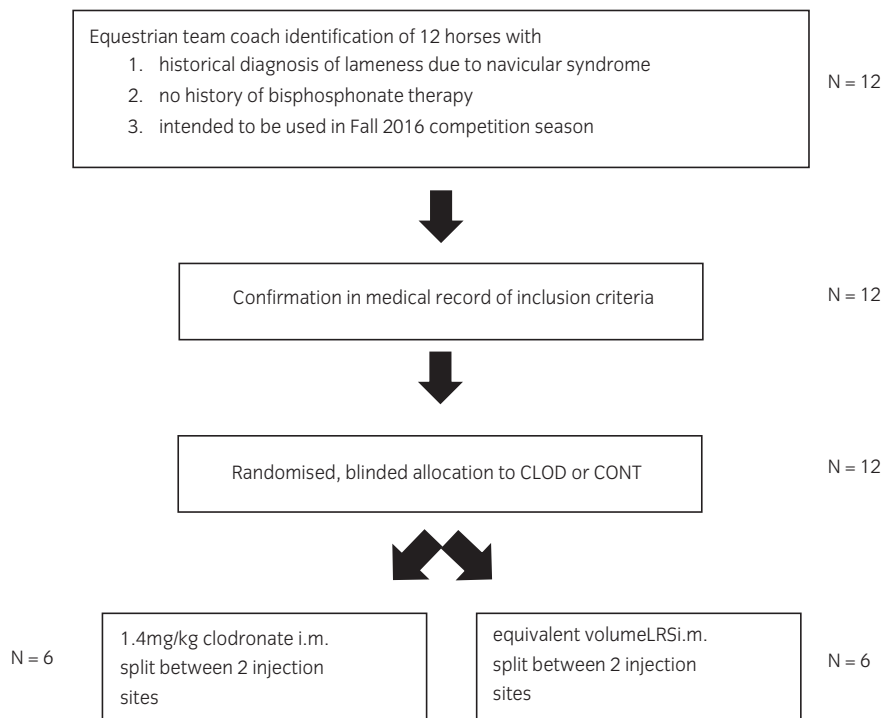 Equestrian team coach identification of 12 horses with
1. historical diagnosis of lameness due to navicular syndrome
2. no history of bisphosphonate therapy
3. intended to be used in Fall 2016 competition season
N = 12
Confirmation in medical record of inclusion criteria
N = 12
Randomised, blinded allocation to CLOD or CONT
N = 12
N = 6
1.4mg/kg clodronate i.m.
split between 2 injection
sites
equivalent volumeLRSi.m.
split between 2 injection
sites
N = 6